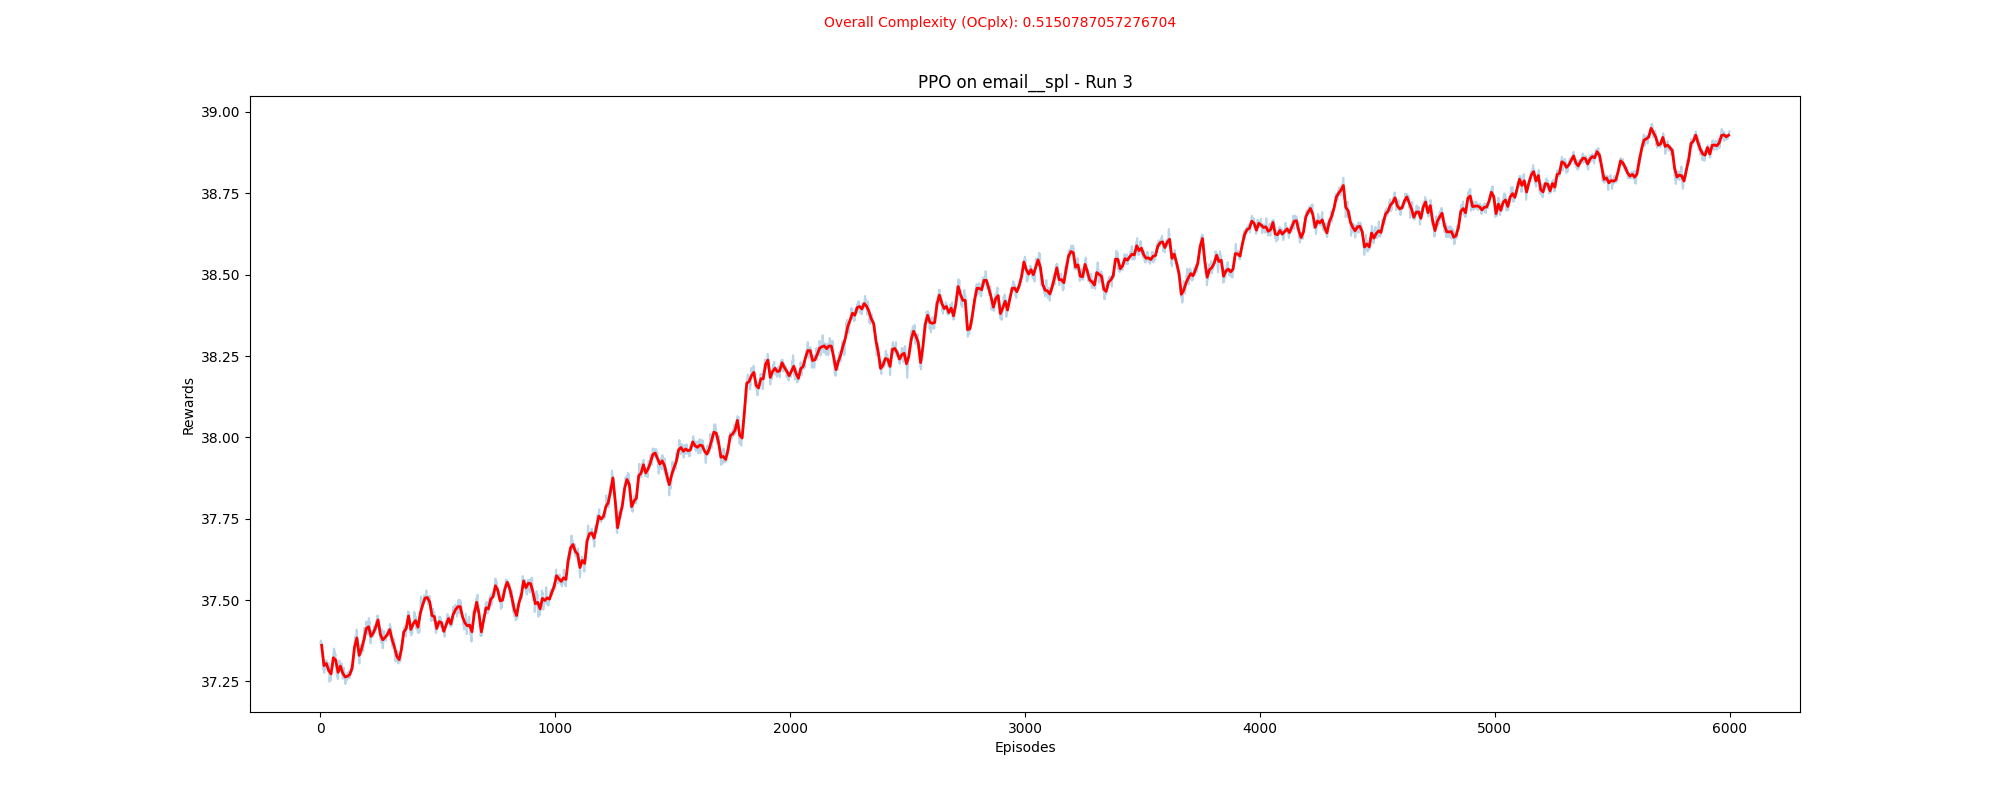 Overall Complexity (OCplx): 0.5150787057276704
PPO on email__spl - Run 3
39.00
38.75
38.50
38.25
38.00
37.75
37.50
37.25
Rewards
0 1000 2000 3000 4000 5000 6000
Episodes